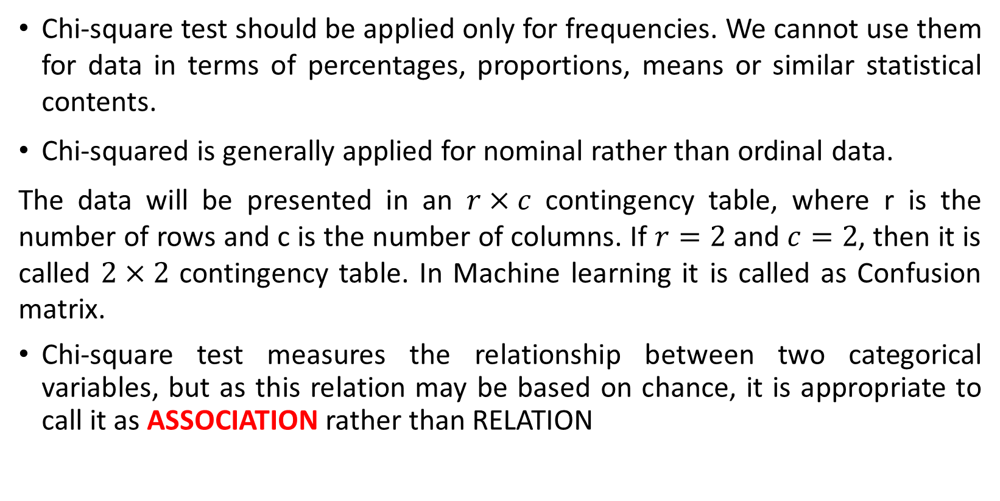 • Chi-square test should be applied only for frequencies. We cannot use them
for data in terms of percentages, proportions, means or similar statistical
contents.
• Chi-squared is generally applied for nominal rather than ordinal data.
The data will be presented in an 𝑟 × 𝑐 contingency table, where r is the
number of rows and c is the number of columns. If 𝑟 = 2 and 𝑐 = 2, then it is
called 2 × 2 contingency table. In Machine learning it is called as Confusion
matrix.
• Chi-square test measures the relationship between two categorical
variables, but as this relation may be based on chance, it is appropriate to
call it as ASSOCIATION rather than RELATION